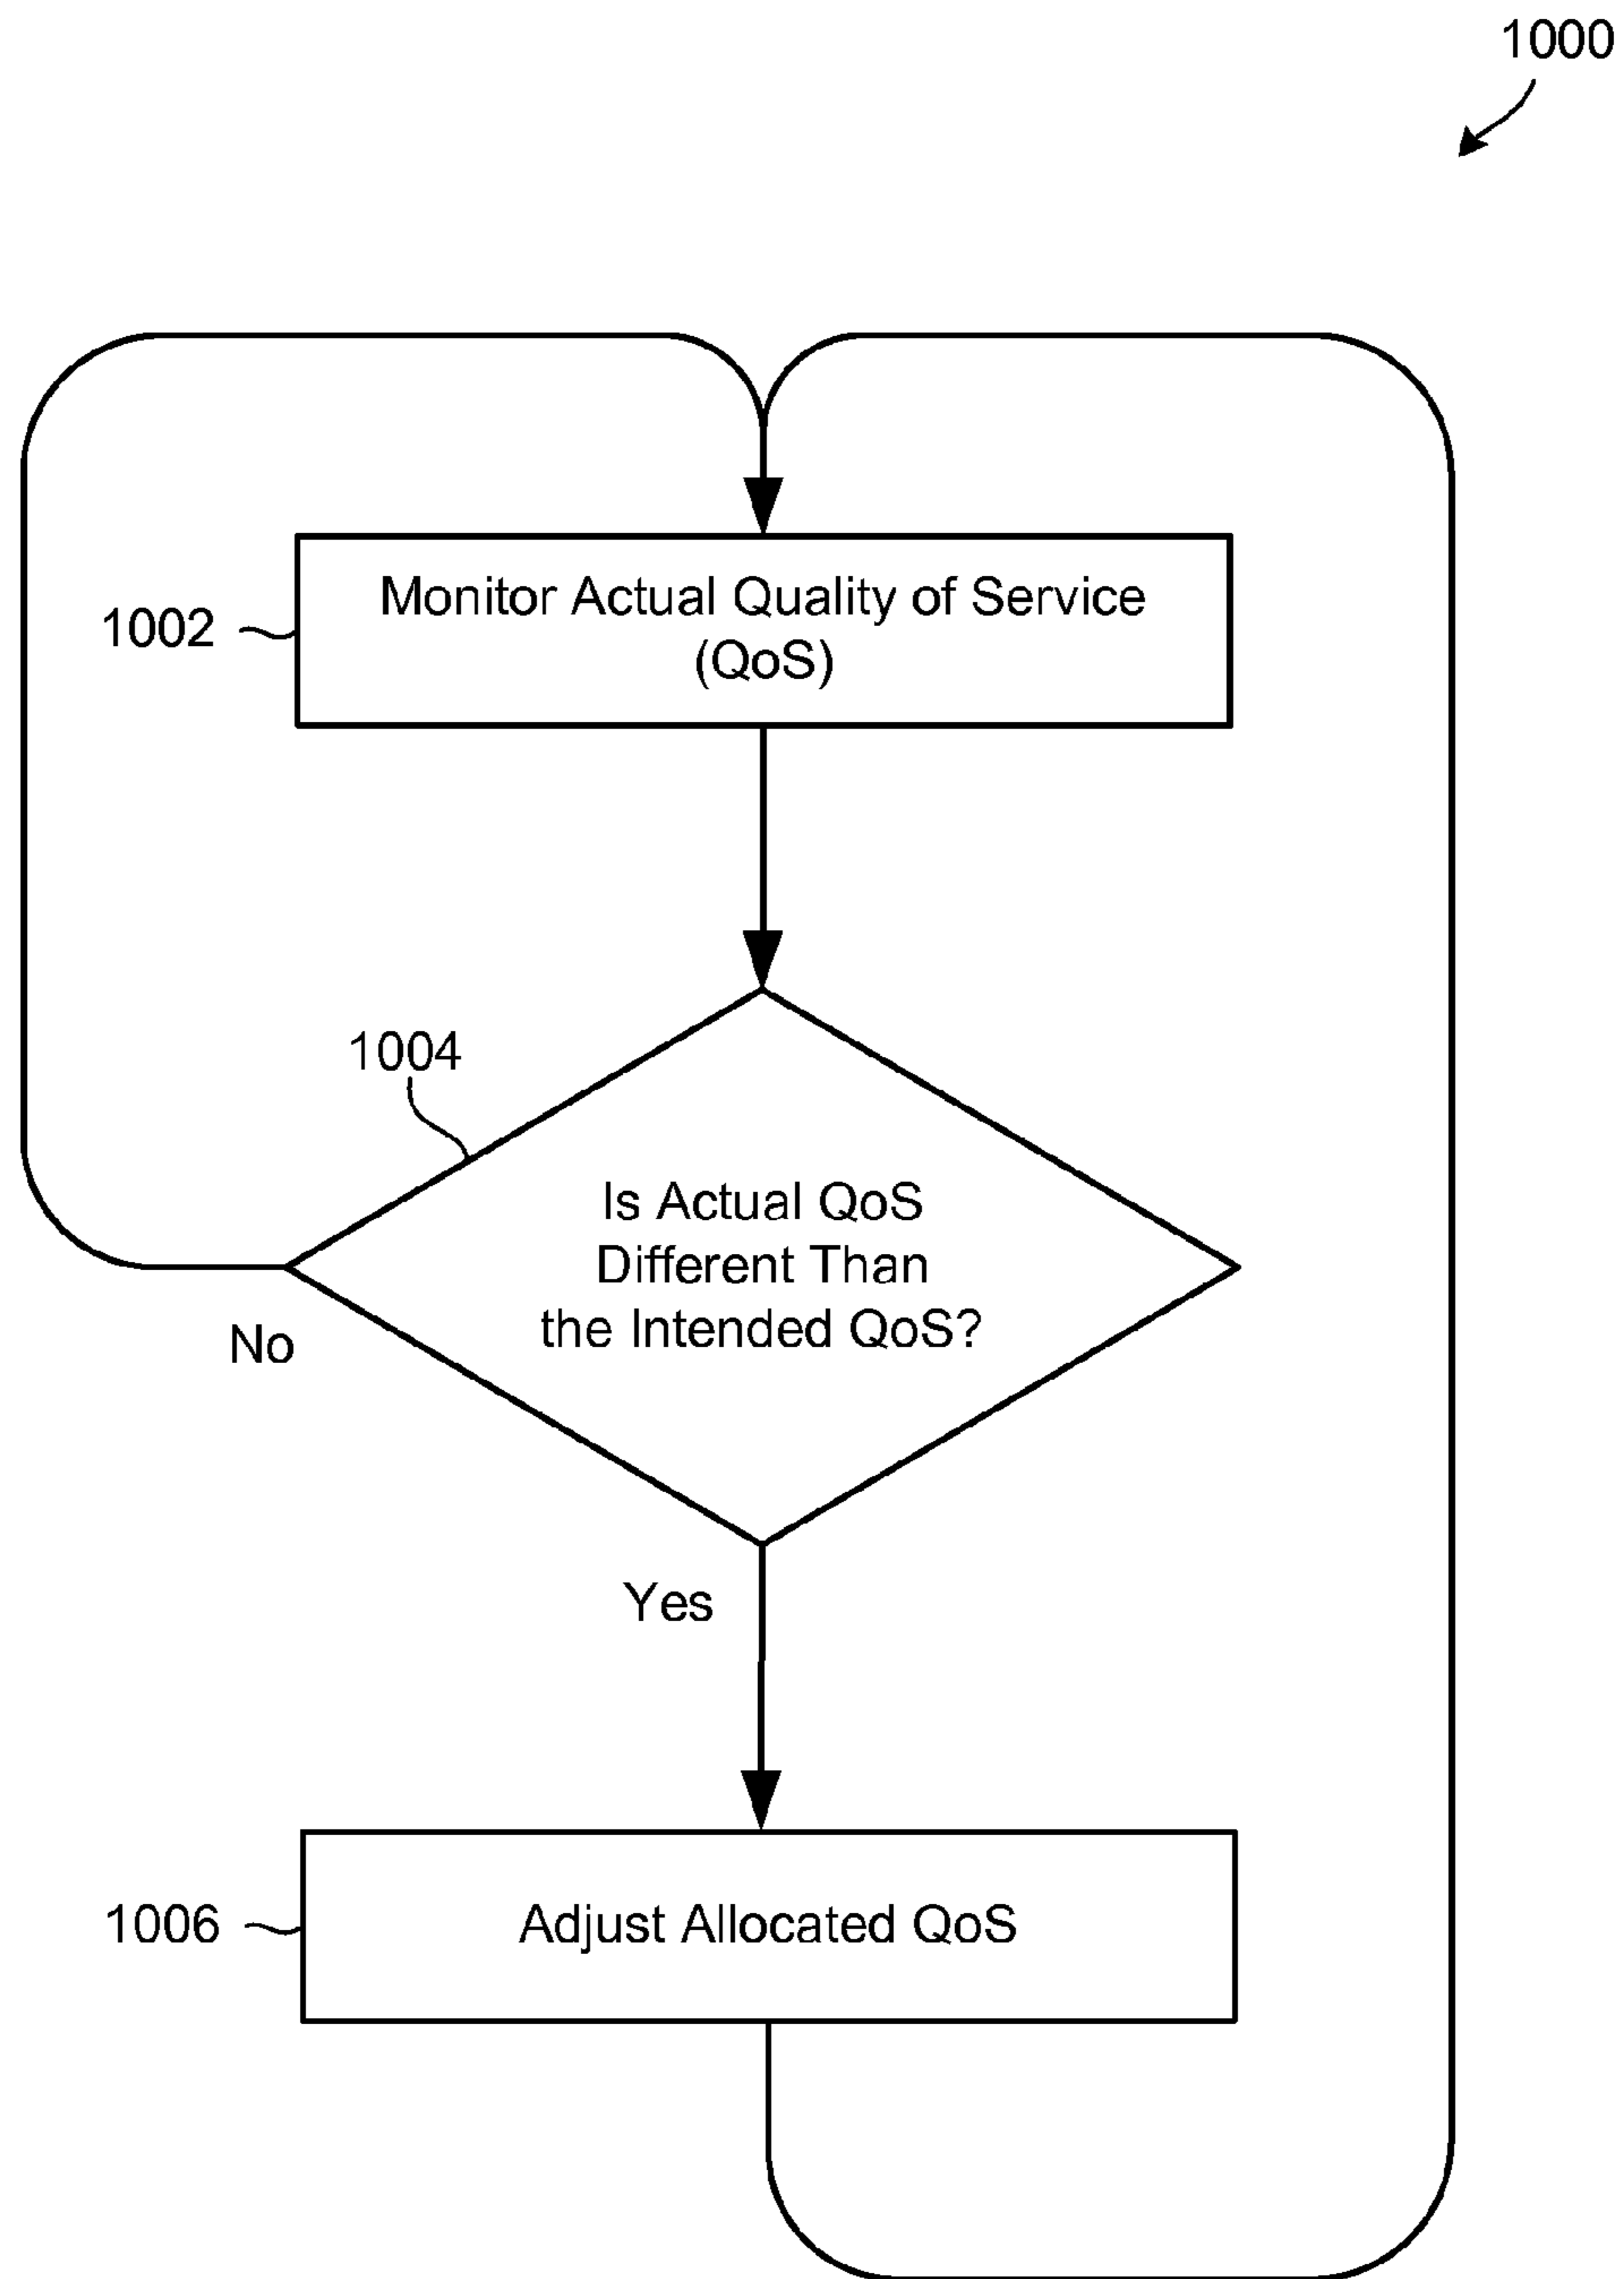 1000
1002
Monitor Actual Quality of Service
(QoS)
1004
Is Actual QoS
Different Than
the Intended QoS?
No
Yes
1006
Adjust Allocated QoS